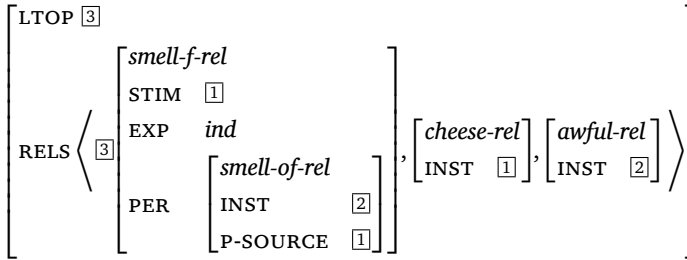 LTOP 3
smell-f-rel
STIM 1
EXP ind
RELS ⟨ 3 , cheese-rel , awful-rel ⟩
INST 1 INST 2
smell-of-rel
PER INST 2
P-SOURCE 1